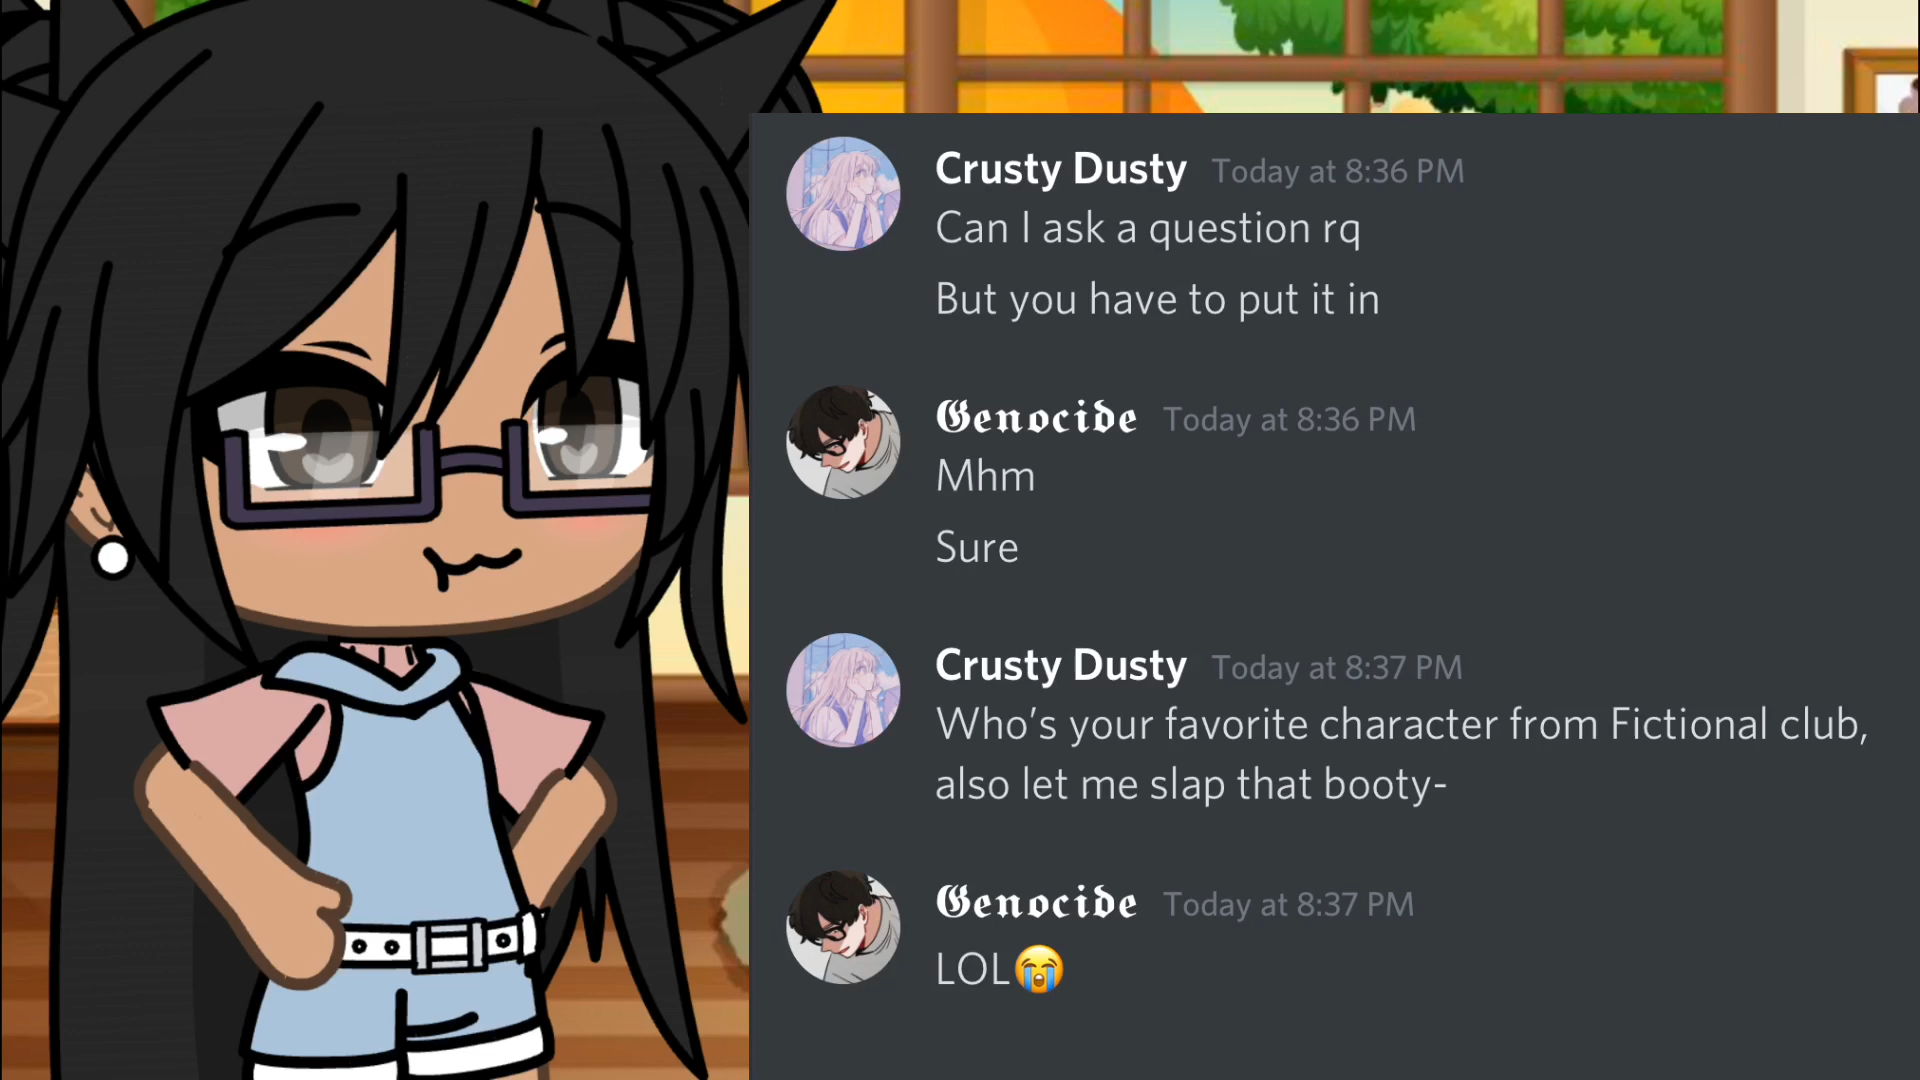 Crusty Dusty Today at 8:36 PM
Can I ask a question rq
But you have to put it in
𝕲𝖊𝖓𝖔𝖈𝖎𝖉𝖊 Today at 8:36 PM
Mhm
Sure
Crusty Dusty Today at 8:37 PM
Who’s your favorite character from Fictional club,
also let me slap that booty-
𝕲𝖊𝖓𝖔𝖈𝖎𝖉𝖊 Today at 8:37 PM
LOL😭